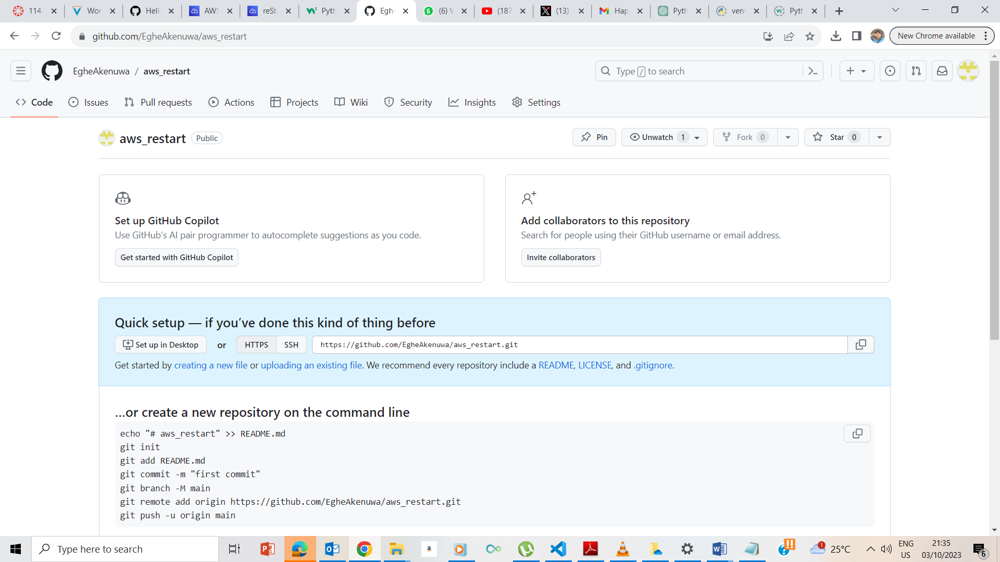 114-
Wor
Hell
AWS
reSt
Pyth
Eghe
(6) V
(187
(13)
Hap
Pyth
venv
Pyth
github.com/EgheAkenuwa/aws_restart
New Chrome available
EgheAkenuwa / aws_restart
Type / to search
Code
Issues
Pull requests
Actions
Projects
Wiki
Security
Insights
Settings
aws_restart
Public
Pin
Unwatch 1
Fork 0
Star 0
Set up GitHub Copilot
Use GitHub's AI pair programmer to autocomplete suggestions as you code.
Get started with GitHub Copilot
Add collaborators to this repository
Search for people using their GitHub username or email address.
Invite collaborators
Quick setup — if you’ve done this kind of thing before
Set up in Desktop or HTTPS SSH https://github.com/EgheAkenuwa/aws_restart.git
Get started by creating a new file or uploading an existing file. We recommend every repository include a README, LICENSE, and .gitignore.
…or create a new repository on the command line
echo "# aws_restart" >> README.md
git init
git add README.md
git commit -m "first commit"
git branch -M main
git remote add origin https://github.com/EgheAkenuwa/aws_restart.git
git push -u origin main
Type here to search
a
1
25°C
ENG
US
21:35
03/10/2023
6